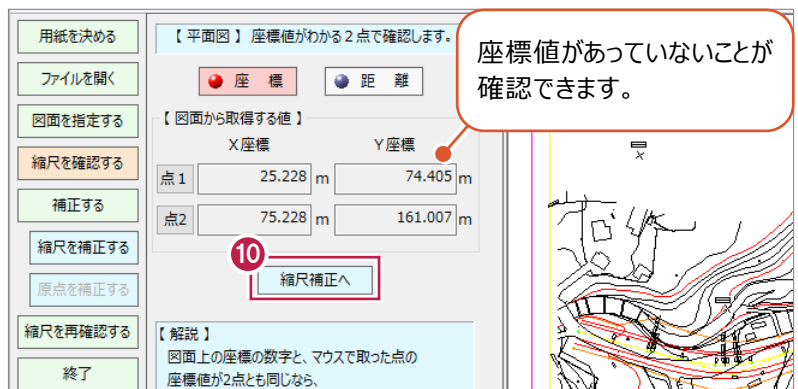 用紙を決める
ファイルを開く
図面を指定する
縮尺を確認する
補正する
縮尺を補正する
原点を補正する
縮尺を再確認する
終了
【 平面図 】 座標値がわかる2点で確認します。
座 標
距 離
【 図面から取得する値 】
X座標 Y座標
点1 25.228 m 74.405 m
点2 75.228 m 161.007 m
10
縮尺補正へ
【 解説 】
図面上の座標の数字と、マウスで取った点の
座標値が2点とも同じなら、
座標値があっていないことが
確認できます。